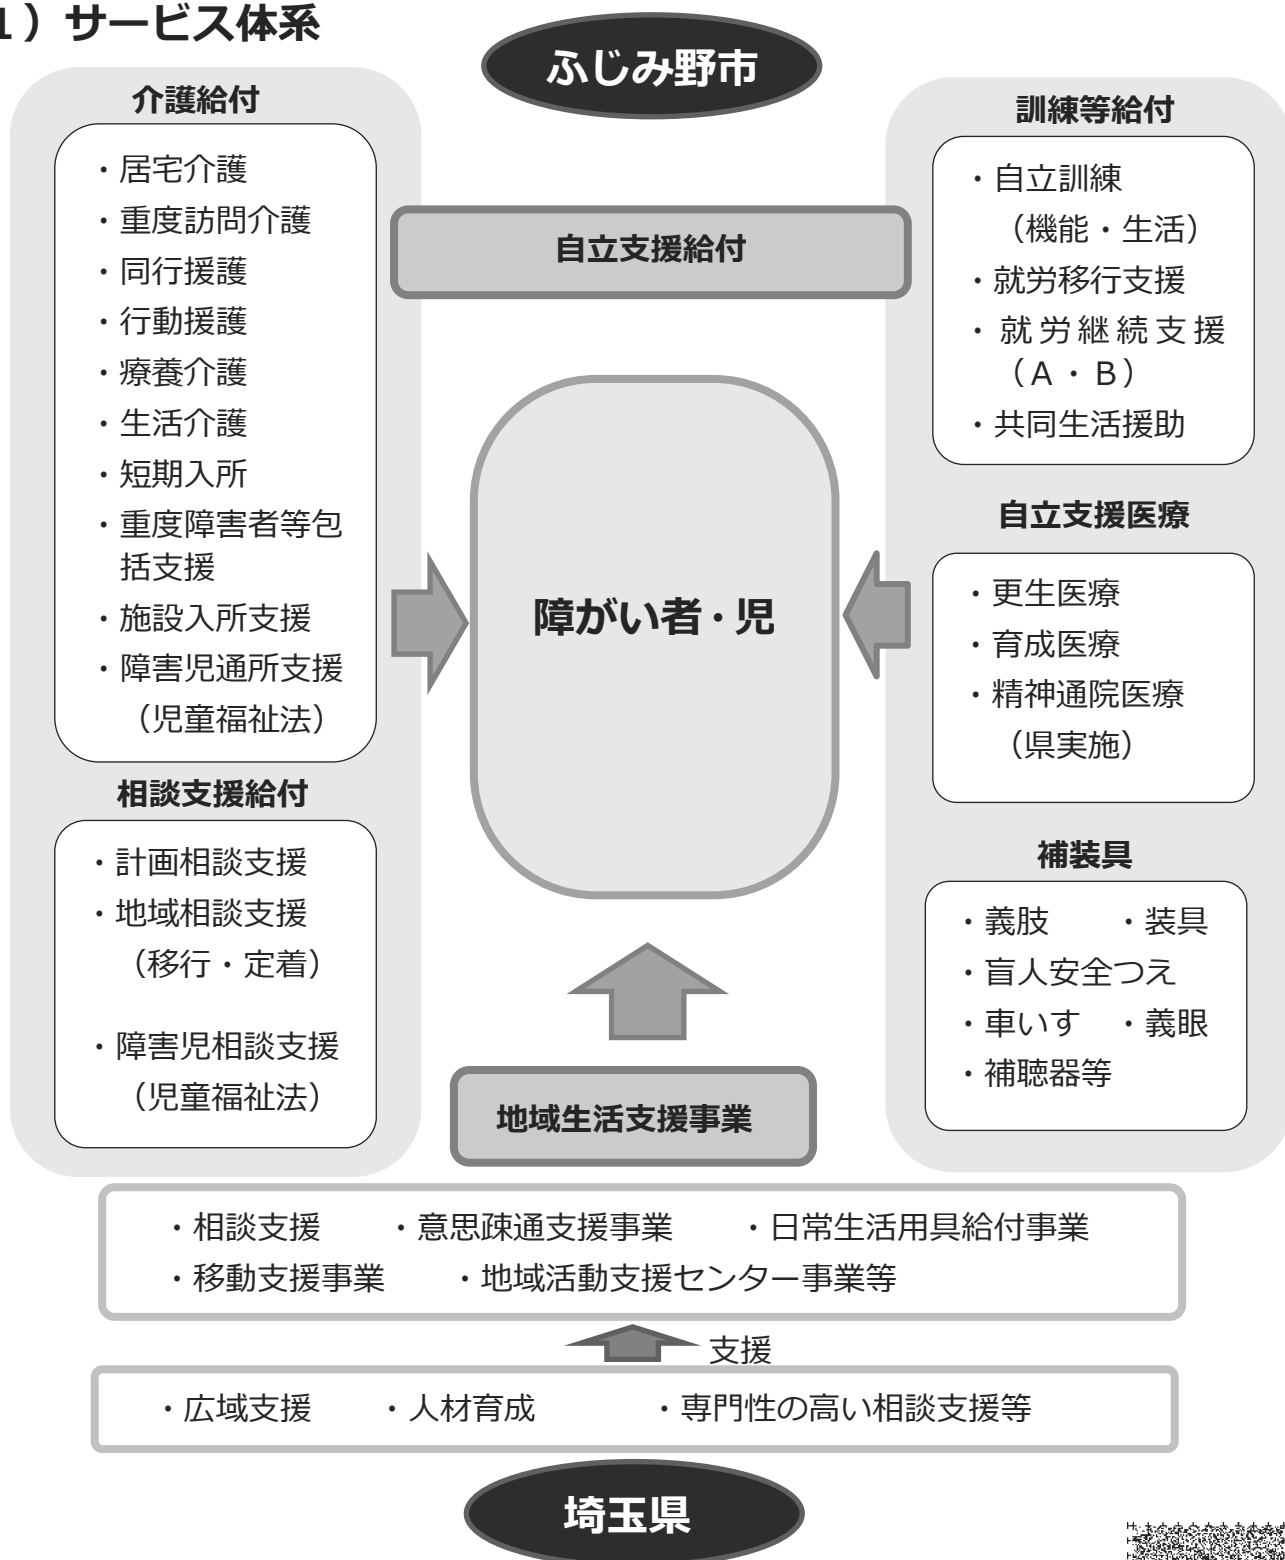 1）サービス体系
ふじみ野市
介護給付
・居宅介護
・重度訪問介護
・同行援護
・行動援護
・療養介護
・生活介護
・短期入所
・重度障害者等包
括支援
・施設入所支援
・障害児通所支援
（児童福祉法）
相談支援給付
・計画相談支援
・地域相談支援
（移行・定着）
・障害児相談支援
（児童福祉法）
自立支援給付
障がい者・児
訓練等給付
・自立訓練
（機能・生活）
・就労移行支援
・就労継続支援
（Ａ・Ｂ）
・共同生活援助
自立支援医療
・更生医療
・育成医療
・精神通院医療
（県実施）
補装具
・義肢　・装具
・盲人安全つえ
・車いす　・義眼
・補聴器等
地域生活支援事業
・相談支援　・意思疎通支援事業　・日常生活用具給付事業
・移動支援事業　・地域活動支援センター事業等
支援
・広域支援　・人材育成　・専門性の高い相談支援等
埼玉県